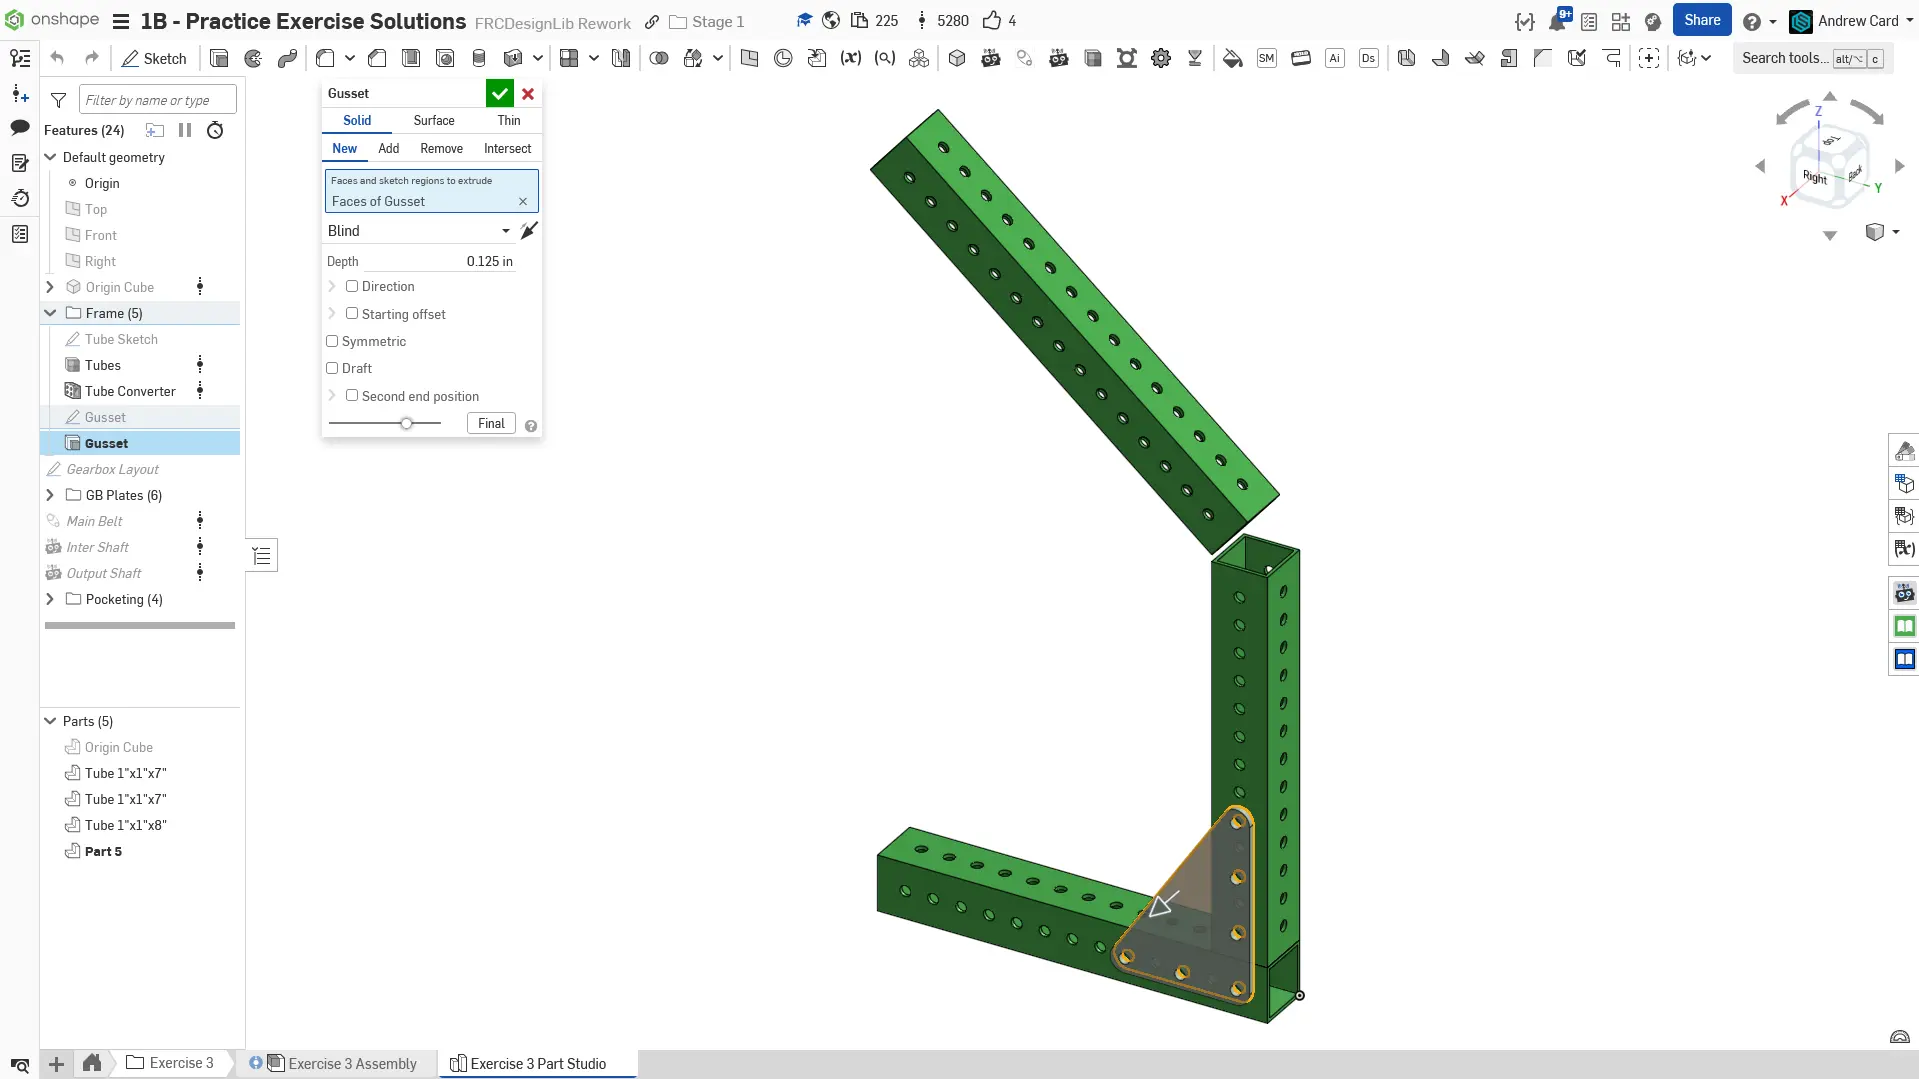 onshape
1B - Practice Exercise Solutions
FRCDesignLib Rework
Stage 1
225
5280
4
9+
Share
Andrew Card
Sketch
SM
Ai
Ds
Search tools...
alt/⌥
c
Filter by name or type
Features (24)
Default geometry
Origin
Top
Front
Right
Origin Cube
Frame (5)
Tube Sketch
Tubes
Tube Converter
Gusset
Gusset
Gearbox Layout
GB Plates (6)
Main Belt
Inter Shaft
Output Shaft
Pocketing (4)
Parts (5)
Origin Cube
Tube 1"x1"x7"
Tube 1"x1"x7"
Tube 1"x1"x8"
Part 5
Gusset
Solid
Surface
Thin
New
Add
Remove
Intersect
Faces and sketch regions to extrude
Faces of Gusset
Blind
Depth
0.125 in
Direction
Starting offset
Symmetric
Draft
Second end position
Final
Z
Top
Right
Back
X
Y
Exercise 3
Exercise 3 Assembly
Exercise 3 Part Studio